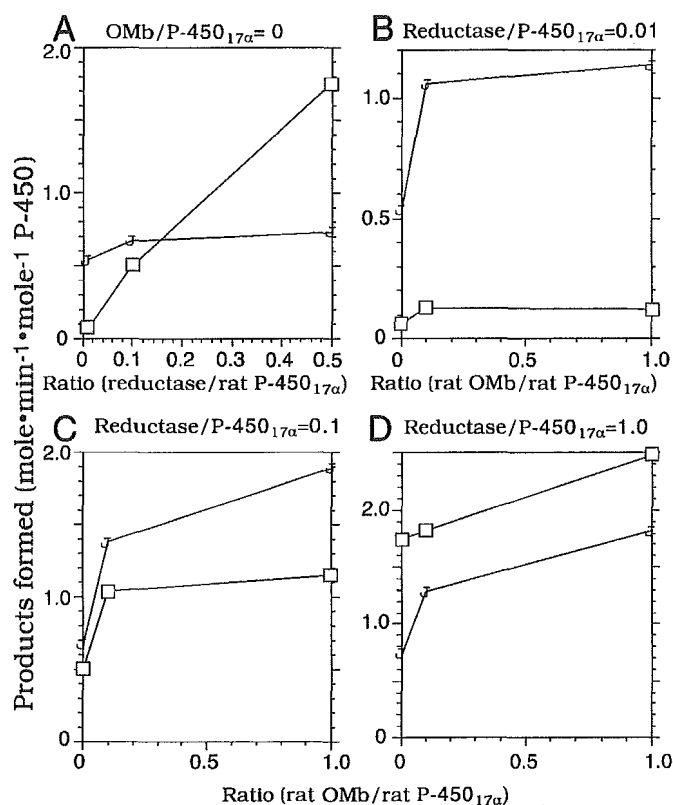 A
OMb/P-450₁₇α= 0
2.0
1.0
0
0
0.1
0.2
0.3
0.4
0.5
Ratio (reductase/rat P-450₁₇α)
B
Reductase/P-450₁₇α=0.01
1.0
0.5
0
0
0.5
1.0
Ratio (rat OMb/rat P-450₁₇α)
C
Reductase/P-450₁₇α=0.1
2.0
1.0
0
0
0.5
1.0
D
Reductase/P-450₁₇α=1.0
2.0
1.0
0
0
0.5
1.0
Products formed (mole•min⁻¹•mole⁻¹ P-450)
Ratio (rat OMb/rat P-450₁₇α)